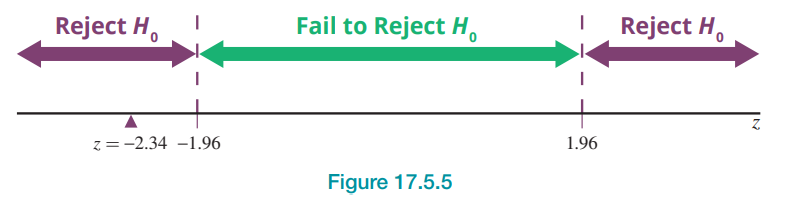 Reject H₀ Fail to Reject H₀ Reject H₀
z
z = −2.34 −1.96 1.96
Figure 17.5.5